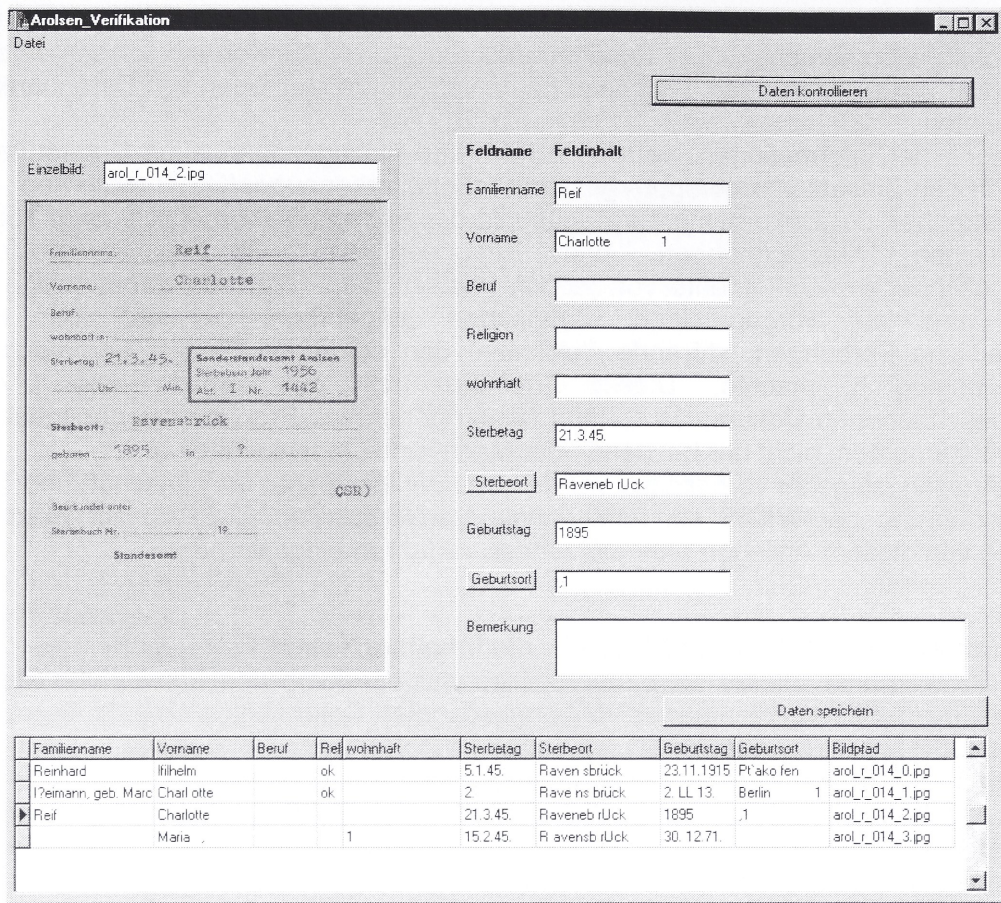 Arolsen_Verifikation
Datei
Daten kontrollieren
Einzelbild: arol_r_014_2.jpg
Familienname: Reif
Vorname: Charlotte
Beruf:
wohnhaft in:
Sterbetag: 21.3.45.
Uhr Min.
Sonderstandesamt Arolsen
Sterbebuch Jahr 1956
Abt. I Nr. 1442
Sterbeort: Ravensbrück
geboren 1895 in ?
CSR)
Beurkundet unter
Sterbebuch Nr. 19
Standesamt
Feldname Feldinhalt
Familienname Reif
Vorname Charlotte 1
Beruf
Religion
wohnhaft
Sterbetag 21.3.45.
Sterbeort Raveneb rUck
Geburtstag 1895
Geburtsort ,1
Bemerkung
Daten speichern
Familienname Vorname Beruf Reli wohnhaft Sterbetag Sterbeort Geburtstag Geburtsort Bildpfad
Reinhard lfilhelm ok 5.1.45. Raven sbrück 23.11.1915 Pt`ako fen arol_r_014_0.jpg
l?eimann, geb. Marc Charl otte ok 2. Rave ns brück 2. LL 13. Berlin 1 arol_r_014_1.jpg
Reif Charlotte 21.3.45. Raveneb rUck 1895 ,1 arol_r_014_2.jpg
Maria , 1 15.2.45. R avensb rUck 30. 12.71. arol_r_014_3.jpg